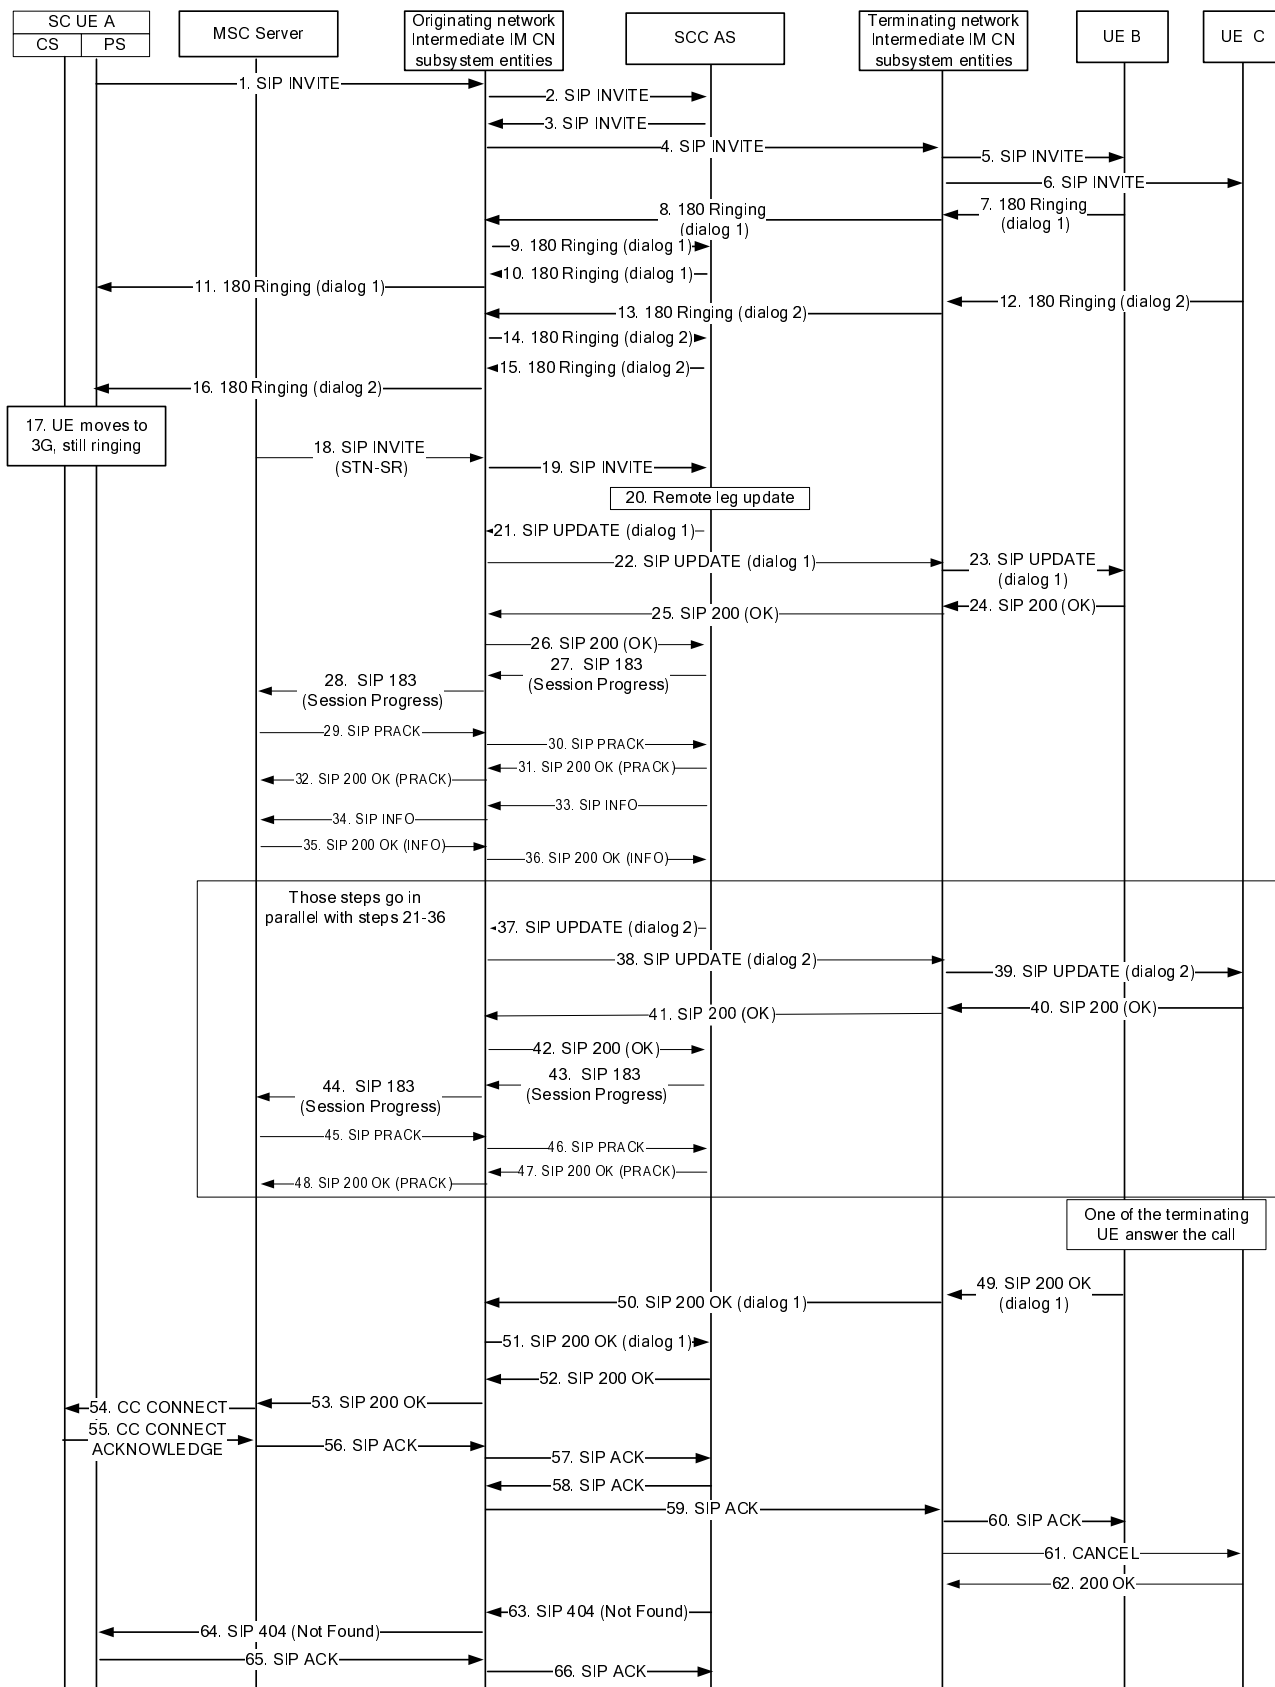 SC UE A
CS
PS
MSC Server
Originating network
Intermediate IM CN
subsystem entities
SCC AS
Terminating network
Intermediate IM CN
subsystem entities
UE B
UE C
1. SIP INVITE
2. SIP INVITE
3. SIP INVITE
4. SIP INVITE
5. SIP INVITE
6. SIP INVITE
7. 180 Ringing
(dialog 1)
8. 180 Ringing
(dialog 1)
9. 180 Ringing (dialog 1)
10. 180 Ringing (dialog 1)
11. 180 Ringing (dialog 1)
12. 180 Ringing (dialog 2)
13. 180 Ringing (dialog 2)
14. 180 Ringing (dialog 2)
15. 180 Ringing (dialog 2)
16. 180 Ringing (dialog 2)
17. UE moves to
3G, still ringing
18. SIP INVITE
(STN-SR)
19. SIP INVITE
20. Remote leg update
21. SIP UPDATE (dialog 1)
22. SIP UPDATE (dialog 1)
23. SIP UPDATE
(dialog 1)
24. SIP 200 (OK)
25. SIP 200 (OK)
26. SIP 200 (OK)
27. SIP 183
(Session Progress)
28. SIP 183
(Session Progress)
29. SIP PRACK
30. SIP PRACK
31. SIP 200 OK (PRACK)
32. SIP 200 OK (PRACK)
33. SIP INFO
34. SIP INFO
35. SIP 200 OK (INFO)
36. SIP 200 OK (INFO)
Those steps go in
parallel with steps 21-36
37. SIP UPDATE (dialog 2)
38. SIP UPDATE (dialog 2)
39. SIP UPDATE (dialog 2)
40. SIP 200 (OK)
41. SIP 200 (OK)
42. SIP 200 (OK)
43. SIP 183
(Session Progress)
44. SIP 183
(Session Progress)
45. SIP PRACK
46. SIP PRACK
47. SIP 200 OK (PRACK)
48. SIP 200 OK (PRACK)
One of the terminating
UE answer the call
49. SIP 200 OK
(dialog 1)
50. SIP 200 OK (dialog 1)
51. SIP 200 OK (dialog 1)
52. SIP 200 OK
53. SIP 200 OK
54. CC CONNECT
55. CC CONNECT
ACKNOWLEDGE
56. SIP ACK
57. SIP ACK
58. SIP ACK
59. SIP ACK
60. SIP ACK
61. CANCEL
62. 200 OK
63. SIP 404 (Not Found)
64. SIP 404 (Not Found)
65. SIP ACK
66. SIP ACK